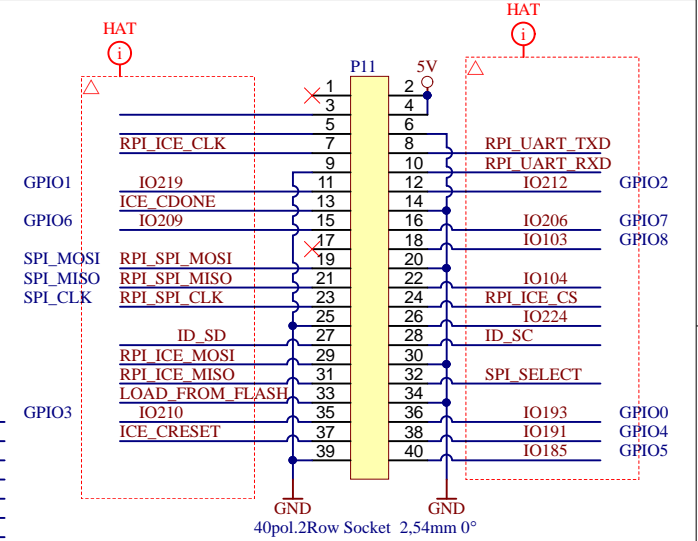 HAT
i
HAT
i
P11
5V
1 2
3 4
5 6
RPI_ICE_CLK 7 8 RPI_UART_TXD
9 10 RPI_UART_RXD
GPIO1 IO219 11 12 IO212 GPIO2
ICE_CDONE 13 14
GPIO6 IO209 15 16 IO206 GPIO7
17 18 IO103 GPIO8
SPI_MOSI RPI_SPI_MOSI 19 20
SPI_MISO RPI_SPI_MISO 21 22 IO104
SPI_CLK RPI_SPI_CLK 23 24 RPI_ICE_CS
25 26 IO224
ID_SD 27 28 ID_SC
RPI_ICE_MOSI 29 30
RPI_ICE_MISO 31 32 SPI_SELECT
LOAD_FROM_FLASH 33 34
GPIO3 IO210 35 36 IO193 GPIO0
ICE_CRESET 37 38 IO191 GPIO4
39 40 IO185 GPIO5
GND GND
40pol.2Row Socket 2,54mm 0°